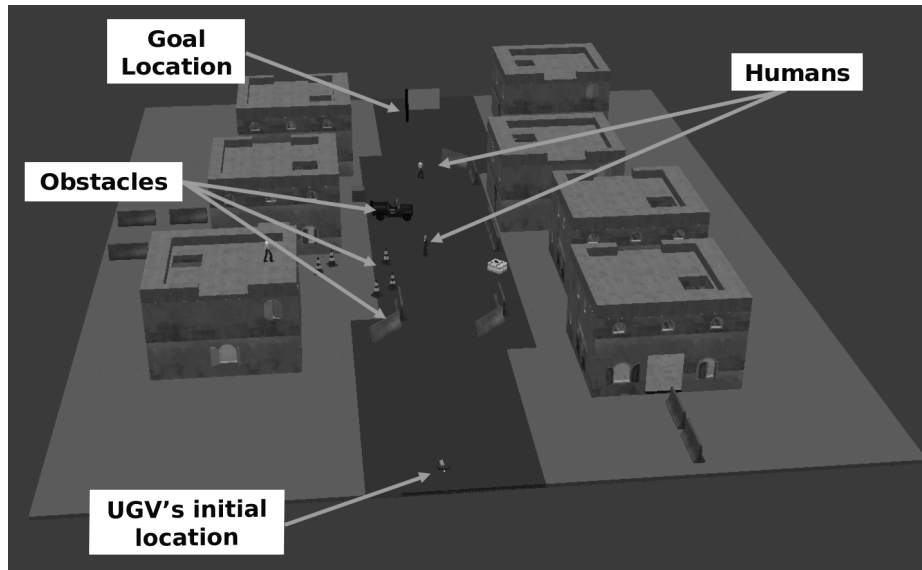 Goal
Location
Humans
Obstacles
UGV's initial
location